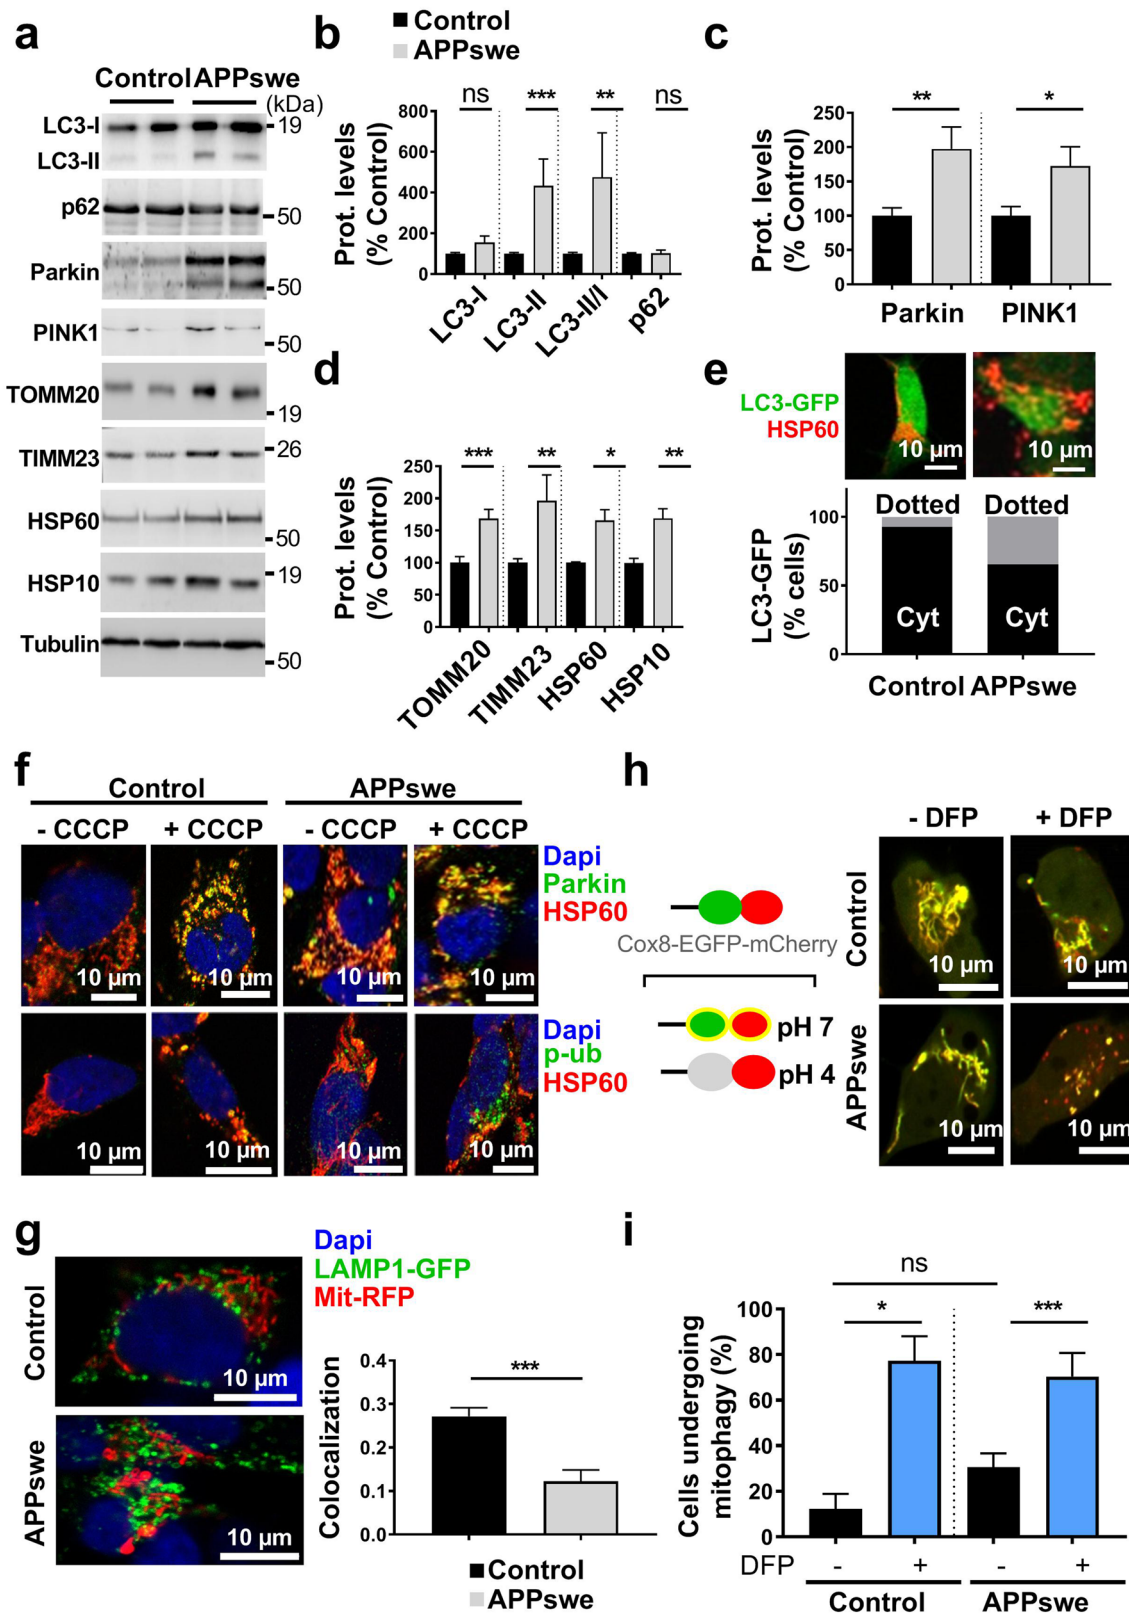 a
Control APPswe
(kDa)
LC3-I
19
LC3-II
p62
50
Parkin
50
PINK1
50
TOMM20
19
TIMM23
26
HSP60
50
HSP10
19
Tubulin
50
b
Control
APPswe
ns *** ** ns
Prot. levels
(% Control)
800
600
400
200
0
LC3-I LC3-II LC3-II/I p62
c
** *
Prot. levels
(% Control)
250
200
150
100
50
0
Parkin PINK1
d
*** ** * **
Prot. levels
(% Control)
250
200
150
100
50
0
TOMM20 TIMM23 HSP60 HSP10
e
LC3-GFP
HSP60
10 µm 10 µm
LC3-GFP
(% cells)
100
50
0
Dotted Dotted
Cyt Cyt
Control APPswe
f
Control APPswe
- CCCP + CCCP - CCCP + CCCP
Dapi
Parkin
HSP60
10 µm 10 µm 10 µm 10 µm
Dapi
p-ub
HSP60
10 µm 10 µm 10 µm 10 µm
g
Dapi
LAMP1-GFP
Mit-RFP
Control
10 µm
APPswe
10 µm
***
Colocalization
0.4
0.3
0.2
0.1
0.0
Control
APPswe
h
- DFP + DFP
Cox8-EGFP-mCherry
pH 7
pH 4
Control
10 µm 10 µm
APPswe
10 µm 10 µm
i
ns
* ***
Cells undergoing
mitophagy (%)
100
80
60
40
20
0
DFP - + - +
Control APPswe